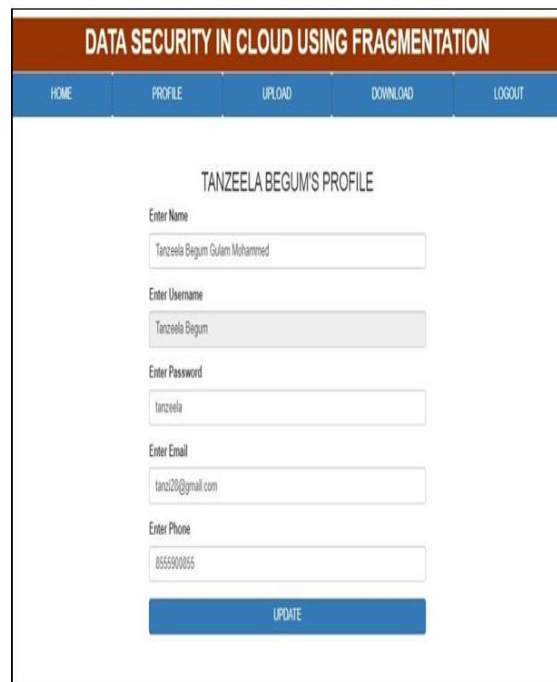 DATA SECURITY IN CLOUD USING FRAGMENTATION
HOME PROFILE UPLOAD DOWNLOAD LOGOUT
TANZEELA BEGUM'S PROFILE
Enter Name
Tanzeela Begum Gulam Mohammed
Enter Username
Tanzeela Begum
Enter Password
tanzeela
Enter Email
tanzi28@gmail.com
Enter Phone
8555900855
UPDATE